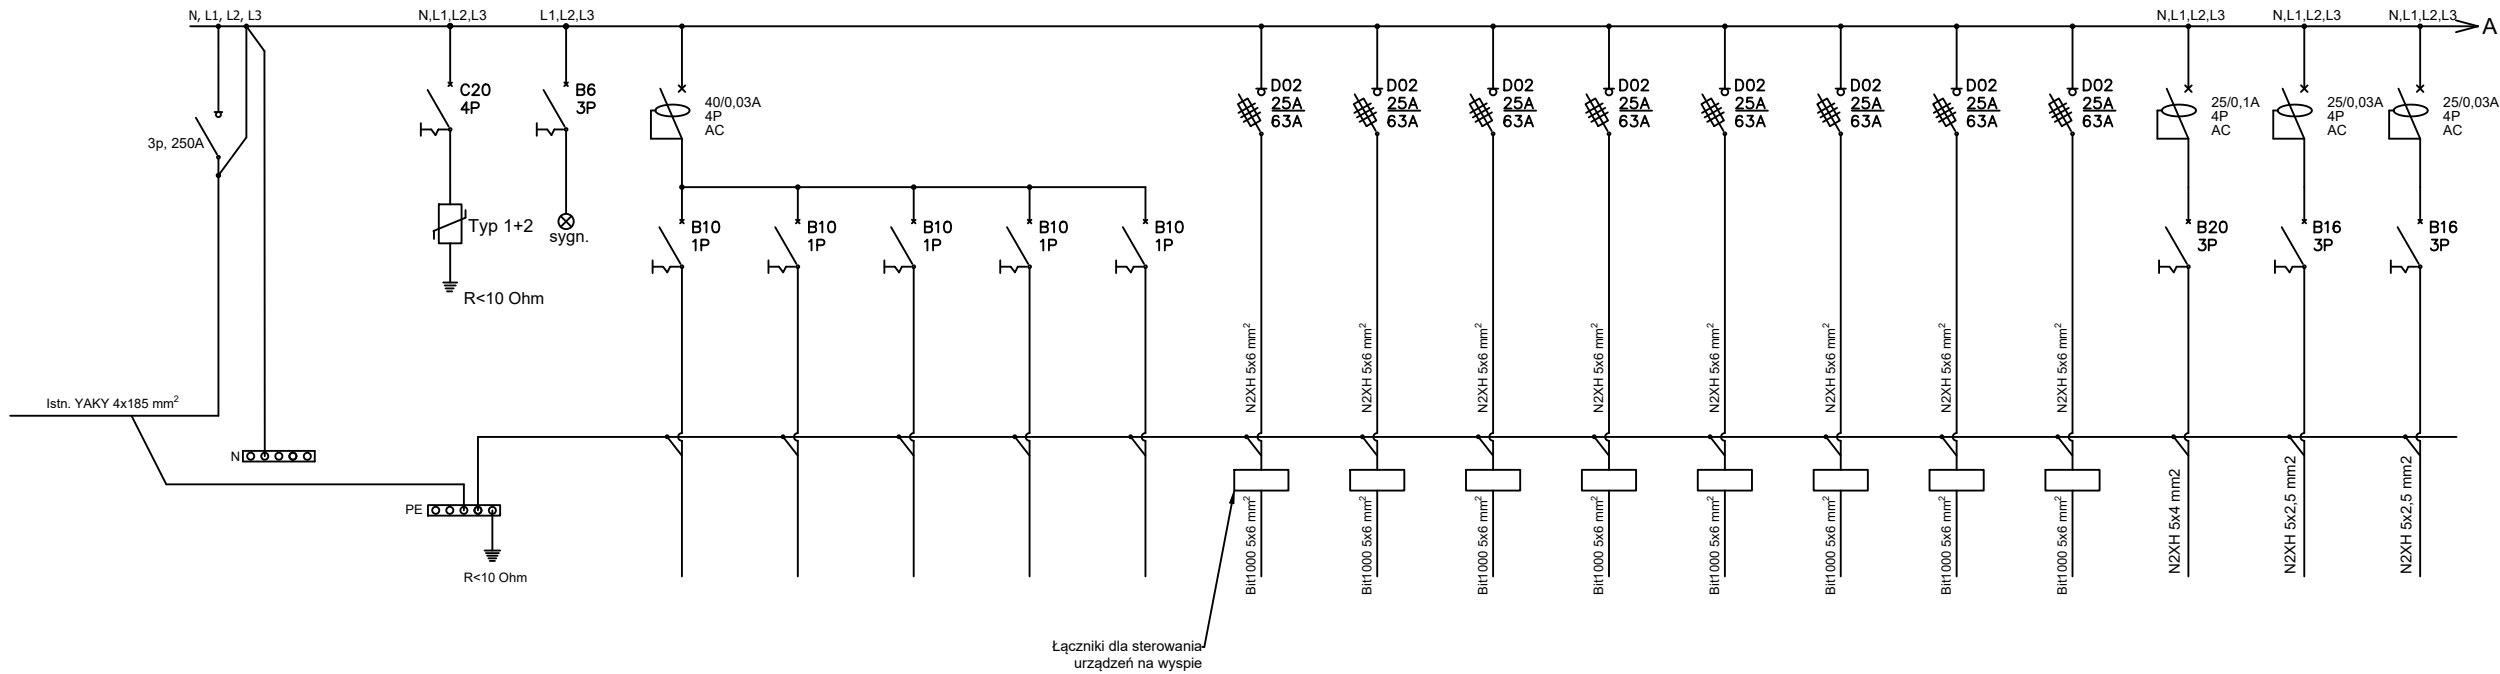 N, L1, L2, L3
N,L1,L2,L3
L1,L2,L3
N,L1,L2,L3
N,L1,L2,L3
N,L1,L2,L3
A
3p, 250A
C20
4P
B6
3P
40/0,03A
4P
AC
D02
25A
63A
D02
25A
63A
D02
25A
63A
D02
25A
63A
D02
25A
63A
D02
25A
63A
D02
25A
63A
D02
25A
63A
25/0,1A
4P
AC
25/0,03A
4P
AC
25/0,03A
4P
AC
Typ 1+2
sygn.
R<10 Ohm
B10
1P
B10
1P
B10
1P
B10
1P
B10
1P
B20
3P
B16
3P
B16
3P
N2XH 5x6 mm²
N2XH 5x6 mm²
N2XH 5x6 mm²
N2XH 5x6 mm²
N2XH 5x6 mm²
N2XH 5x6 mm²
N2XH 5x6 mm²
N2XH 5x6 mm²
Istn. YAKY 4x185 mm²
N
PE
R<10 Ohm
Bit1000 5x6 mm²
Bit1000 5x6 mm²
Bit1000 5x6 mm²
Bit1000 5x6 mm²
Bit1000 5x6 mm²
Bit1000 5x6 mm²
Bit1000 5x6 mm²
Bit1000 5x6 mm²
N2XH 5x4 mm2
N2XH 5x2,5 mm2
N2XH 5x2,5 mm2
Łączniki dla sterowania
urządzeń na wyspie